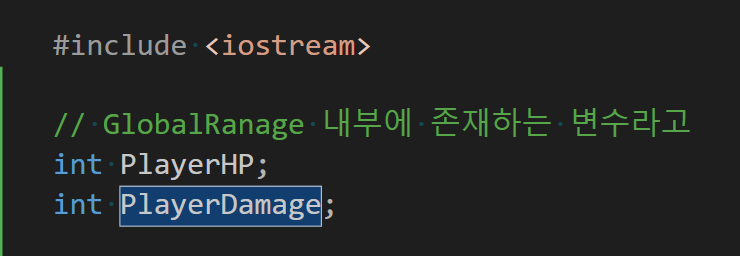 #include <iostream>
// GlobalRanage 내부에 존재하는 변수라고
int PlayerHP;
int PlayerDamage;